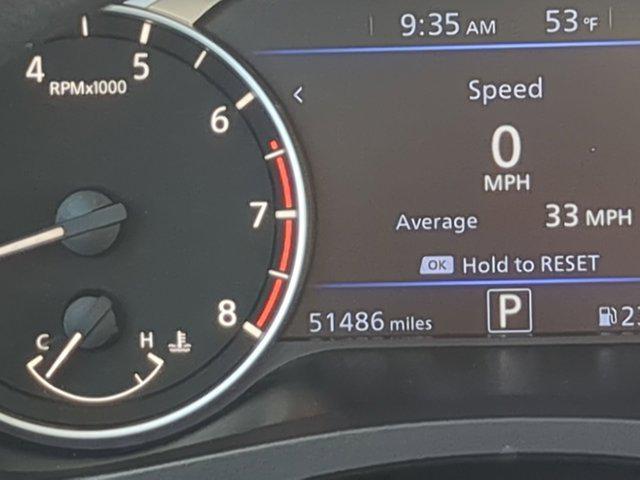 9:35 AM 53°F
4
5
RPMx1000
6
7
8
C H
< Speed
0
MPH
Average 33 MPH
OK Hold to RESET
51486 miles P